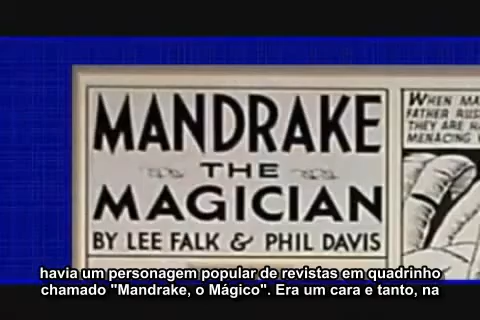 MANDRAKE
THE
MAGICIAN
BY LEE FALK & PHIL DAVIS
WHEN MA
FATHER RUS
THEY ARE HA
MENACING
havia um personagem popular de revistas em quadrinho
chamado "Mandrake, o Mágico". Era um cara e tanto, na